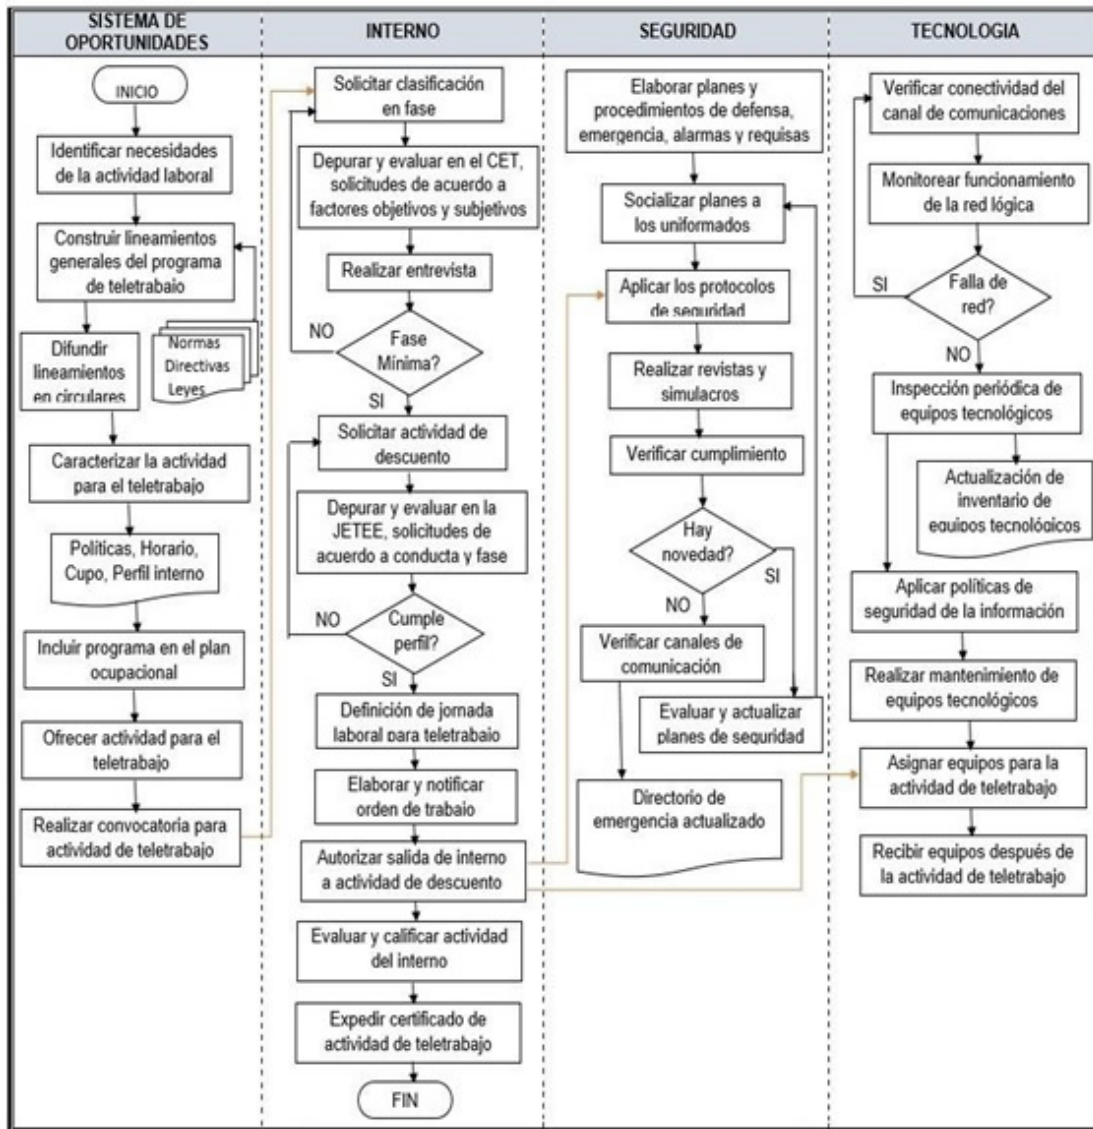 SISTEMA DE
OPORTUNIDADES
INTERNO
SEGURIDAD
TECNOLOGIA
INICIO
Identificar necesidades
de la actividad laboral
Construir lineamientos
generales del programa
de teletrabajo
Normas
Directivas
Leyes
Difundir
lineamientos
en circulares
Caracterizar la actividad
para el teletrabajo
Políticas, Horario,
Cupo, Perfil interno
Incluir programa en el plan
ocupacional
Ofrecer actividad para el
teletrabajo
Realizar convocatoria para
actividad de teletrabajo
Solicitar clasificación
en fase
Depurar y evaluar en el CET,
solicitudes de acuerdo a
factores objetivos y subjetivos
Realizar entrevista
NO
Fase
Mínima?
SI
Solicitar actividad de
descuento
Depurar y evaluar en la
JETEE, solicitudes de
acuerdo a conducta y fase
NO
Cumple
perfil?
SI
Definición de jornada
laboral para teletrabajo
Elaborar y notificar
orden de trabajo
Autorizar salida de interno
a actividad de descuento
Evaluar y calificar actividad
del interno
Expedir certificado de
actividad de teletrabajo
FIN
Elaborar planes y
procedimientos de defensa,
emergencia, alarmas y requisas
Socializar planes a
los uniformados
Aplicar los protocolos
de seguridad
Realizar revistas y
simulacros
Verificar cumplimiento
Hay
novedad?
SI
NO
Verificar canales de
comunicación
Evaluar y actualizar
planes de seguridad
Directorio de
emergencia actualizado
Verificar conectividad del
canal de comunicaciones
Monitorear funcionamiento
de la red lógica
SI
Falla de
red?
NO
Inspección periódica de
equipos tecnológicos
Actualización de
inventario de
equipos tecnológicos
Aplicar políticas de
seguridad de la información
Realizar mantenimiento de
equipos tecnológicos
Asignar equipos para la
actividad de teletrabajo
Recibir equipos después de
la actividad de teletrabajo